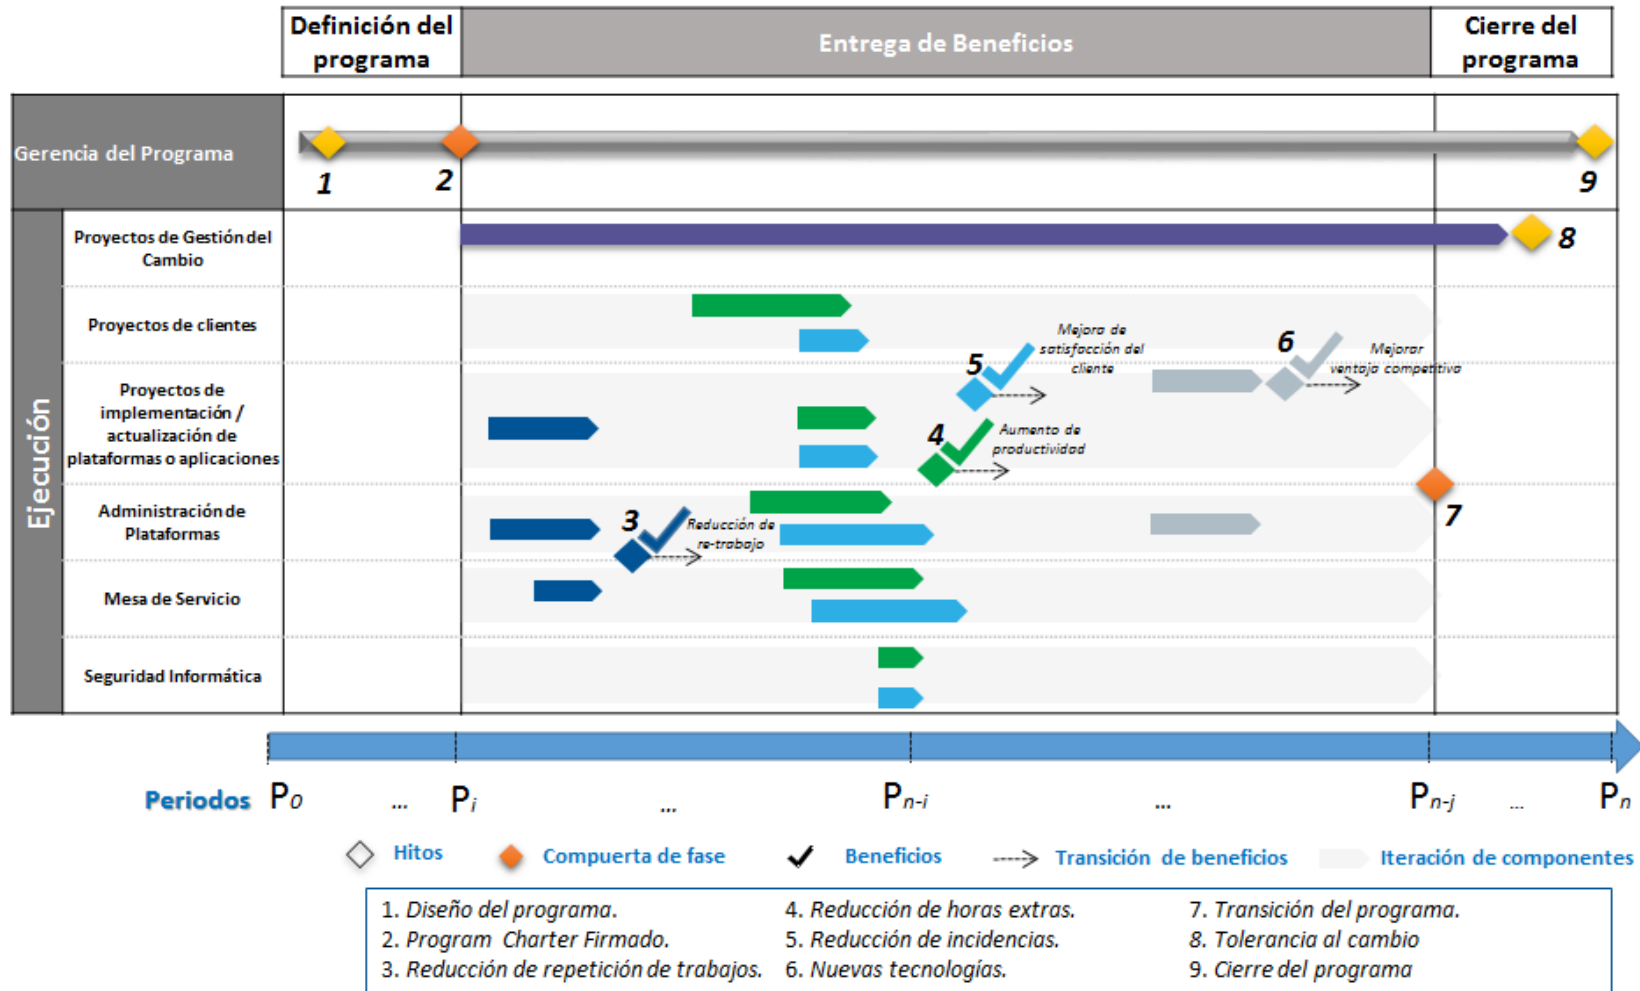 Definición del
programa
Entrega de Beneficios
Cierre del
programa
Gerencia del Programa
1
2
9
Ejecución
Proyectos de Gestión del
Cambio
8
Proyectos de clientes
Mejora de
satisfacción del
cliente
5
6
Mejorar
ventaja competitiva
Proyectos de
implementación /
actualización de
plataformas o aplicaciones
4
Aumento de
productividad
Administración de
Plataformas
3
Reducción de
re-trabajo
7
Mesa de Servicio
Seguridad Informática
Periodos P0 ... Pi ... Pn-i ... Pn-j ... Pn
Hitos Compuerta de fase Beneficios Transición de beneficios Iteración de componentes
1. Diseño del programa. 4. Reducción de horas extras. 7. Transición del programa.
2. Program Charter Firmado. 5. Reducción de incidencias. 8. Tolerancia al cambio
3. Reducción de repetición de trabajos. 6. Nuevas tecnologías. 9. Cierre del programa